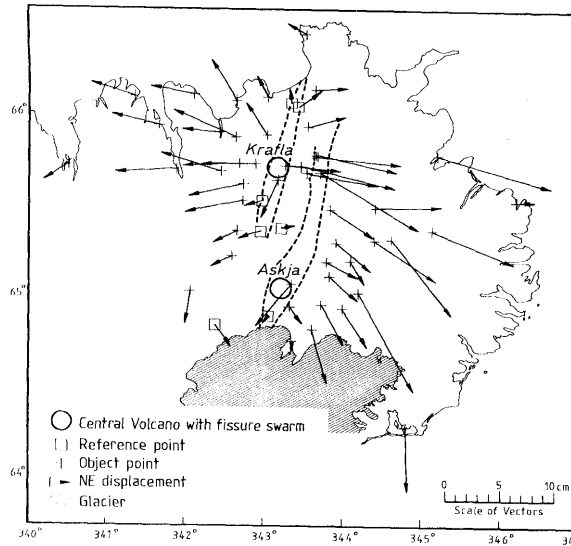 66°
Krafla
65°
Askja
Central Volcano with fissure swarm
Reference point
Object point
NE displacement
Glacier
64°
0 5 10 cm
Scale of Vectors
340° 341° 342° 343° 344° 345° 346°